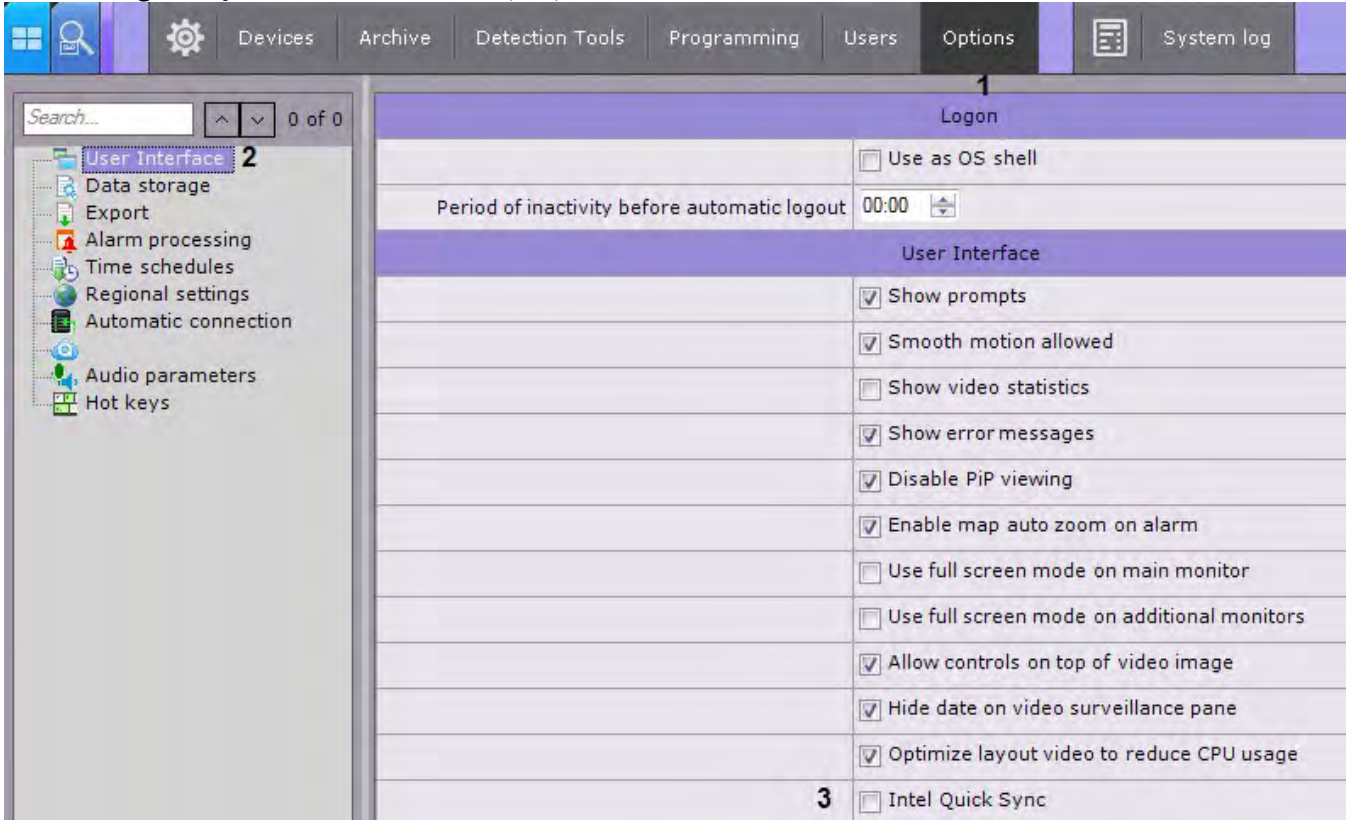 Devices Archive Detection Tools Programming Users Options System log
1
Search... 0 of 0
Logon
User Interface 2
Use as OS shell
Data storage
Export
Period of inactivity before automatic logout 00:00
Alarm processing
User Interface
Time schedules
Regional settings
Show prompts
Automatic connection
Smooth motion allowed
Audio parameters
Show video statistics
Hot keys
Show error messages
Disable PiP viewing
Enable map auto zoom on alarm
Use full screen mode on main monitor
Use full screen mode on additional monitors
Allow controls on top of video image
Hide date on video surveillance pane
Optimize layout video to reduce CPU usage
3 Intel Quick Sync